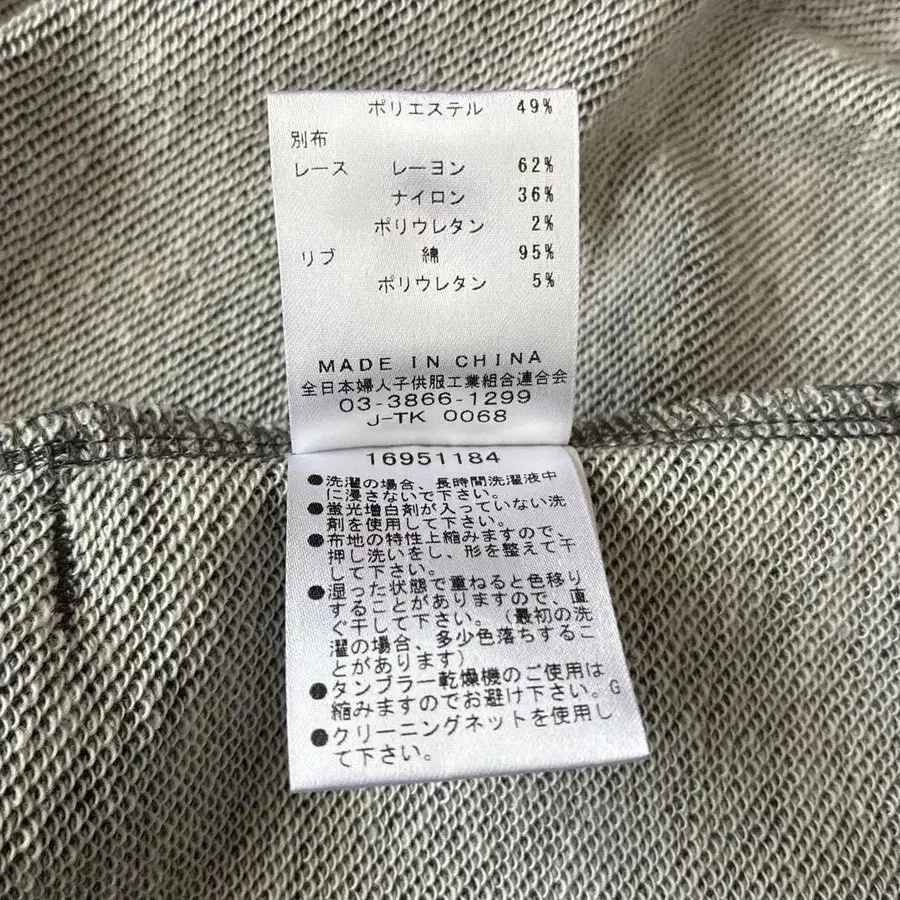 ポリエステル 49%
別布
レース レーヨン 62%
ナイロン 36%
ポリウレタン 2%
リブ 綿 95%
ポリウレタン 5%
MADE IN CHINA
全日本婦人子供服工業組合連合会
03-3866-1299
J-TK 0068
16951184
●洗濯の場合、長時間洗濯液中
に浸さないで下さい。
●蛍光増白剤が入っていない洗
剤を使用して下さい。
●布地の特性上縮みますので、
押し洗いをし、形を整えて干
して下さい。
●湿った状態で重ねると色移り
することがありますので、直
ぐ干して下さい。（最初の洗
濯の場合、多少色落ちするこ
とがあります）
●タンブラー乾燥機のご使用は
縮みますのでお避け下さい。G
●クリーニングネットを使用し
て下さい。